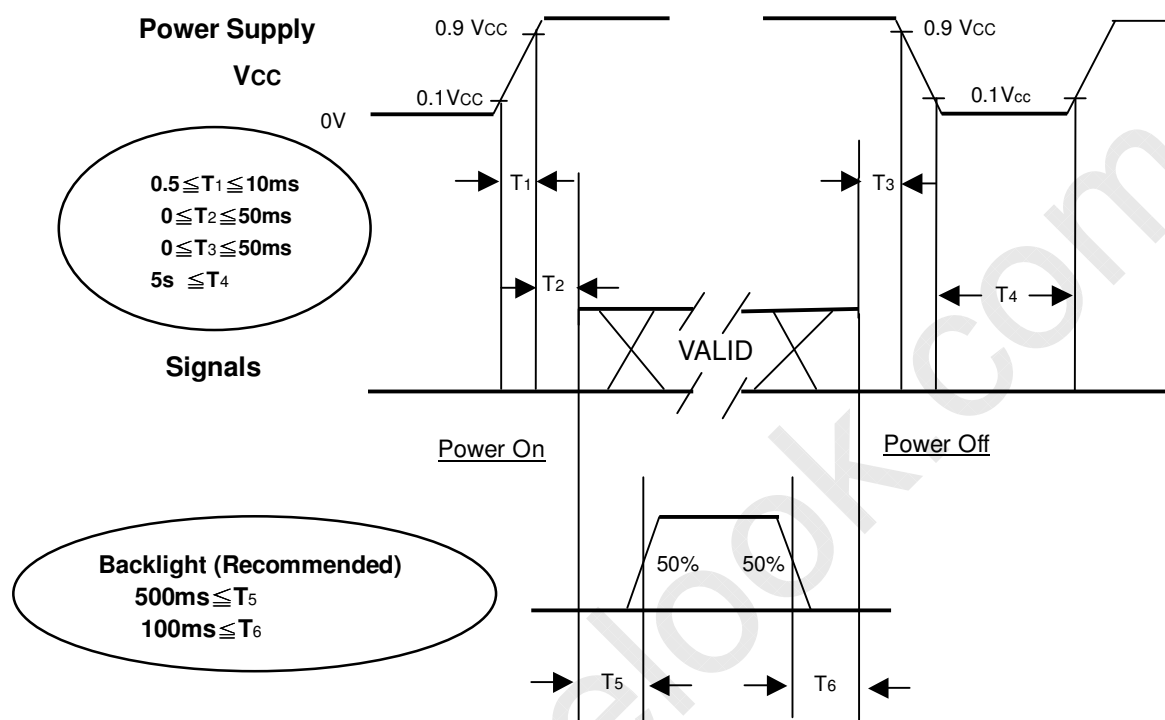 Power Supply
VCC
0.9 VCC
0.9 VCC
0.1VCC
0.1Vcc
0V
0.5≦T1≦10ms
0≦T2≦50ms
0≦T3≦50ms
5s ≦T4
T1
T3
T2
T4
VALID
Signals
Power On
Power Off
Backlight (Recommended)
500ms≦T5
100ms≦T6
50%
50%
T5
T6
elook.com